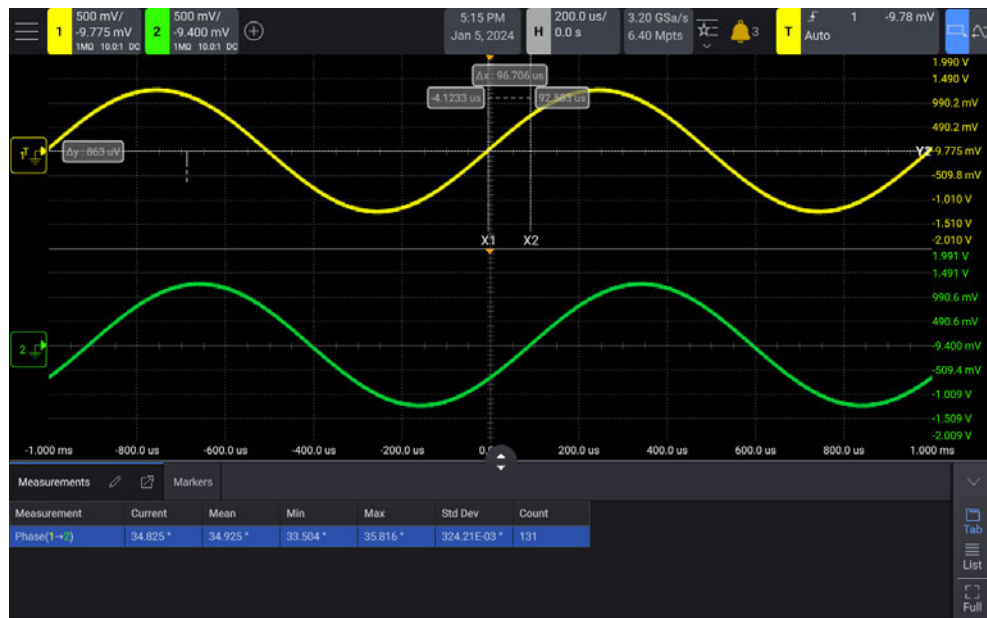 500 mV/ 500 mV/ 5:15 PM 200.0 us/ 3.20 GSa/s 1 -9.78 mV
1 -9.775 mV 2 -9.400 mV Jan 5, 2024 H 0.0 s 6.40 Mpts 3 T Auto
1MΩ 10.0:1 DC 1MΩ 10.0:1 DC
1.990 V
Δx : 96.706 us 1.490 V
-4.1233 us 92.583 us 990.2 mV
490.2 mV
1T Δy : 863 uV Y2 -9.775 mV
-509.8 mV
-1.010 V
-1.510 V
X1 X2 -2.010 V
1.991 V
1.491 V
990.6 mV
490.6 mV
2 -9.400 mV
-509.4 mV
-1.009 V
-1.509 V
-2.009 V
-1.000 ms -800.0 us -600.0 us -400.0 us -200.0 us 200.0 us 400.0 us 600.0 us 800.0 us 1.000 ms
Measurements Markers
Measurement Current Mean Min Max Std Dev Count
Phase(1→2) 34.825 ° 34.925 ° 33.504 ° 35.816 ° 324.21E-03 ° 131
Tab
List
Full